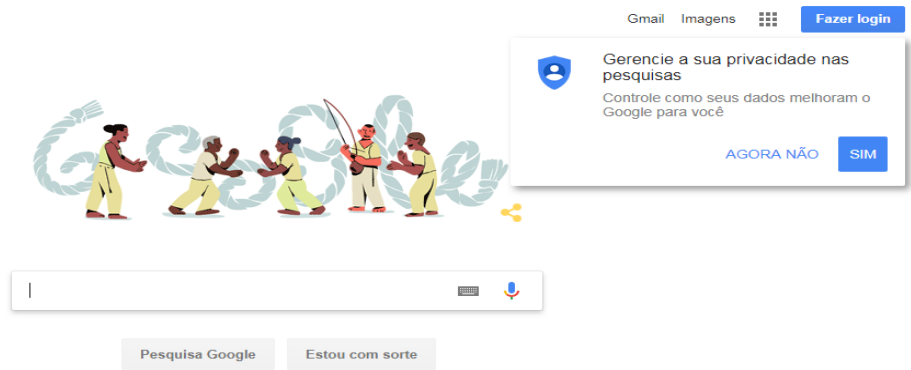 Gmail Imagens Fazer login
Gerencie a sua privacidade nas
pesquisas
Controle como seus dados melhoram o
Google para você
AGORA NÃO SIM
Google
Pesquisa Google Estou com sorte